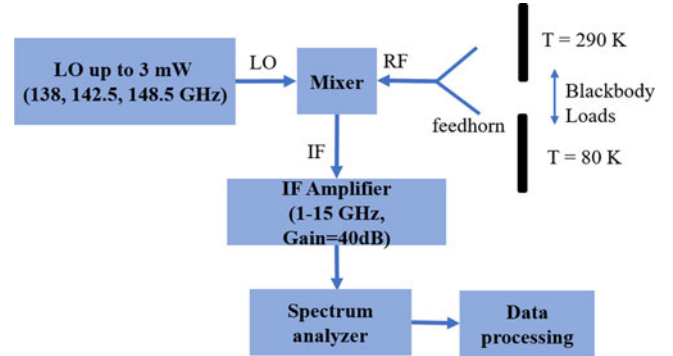 LO up to 3 mW
(138, 142.5, 148.5 GHz)
LO
Mixer
RF
feedhorn
T = 290 K
Blackbody
Loads
T = 80 K
IF
IF Amplifier
(1-15 GHz,
Gain=40dB)
Spectrum
analyzer
Data
processing